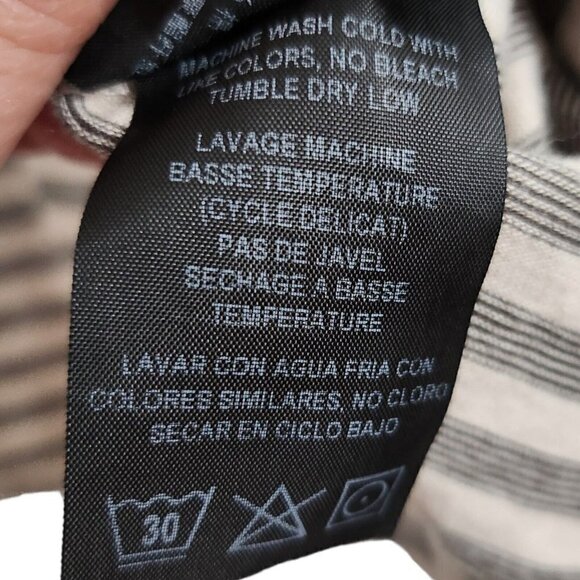 MACHINE WASH COLD WITH
LIKE COLORS, NO BLEACH
TUMBLE DRY LOW
LAVAGE MACHINE
BASSE TEMPERATURE
(CYCLE DELICAT)
PAS DE JAVEL
SECHAGE A BASSE
TEMPERATURE
LAVAR CON AGUA FRIA CON
COLORES SIMILARES, NO CLORO
SECAR EN CICLO BAJO
30